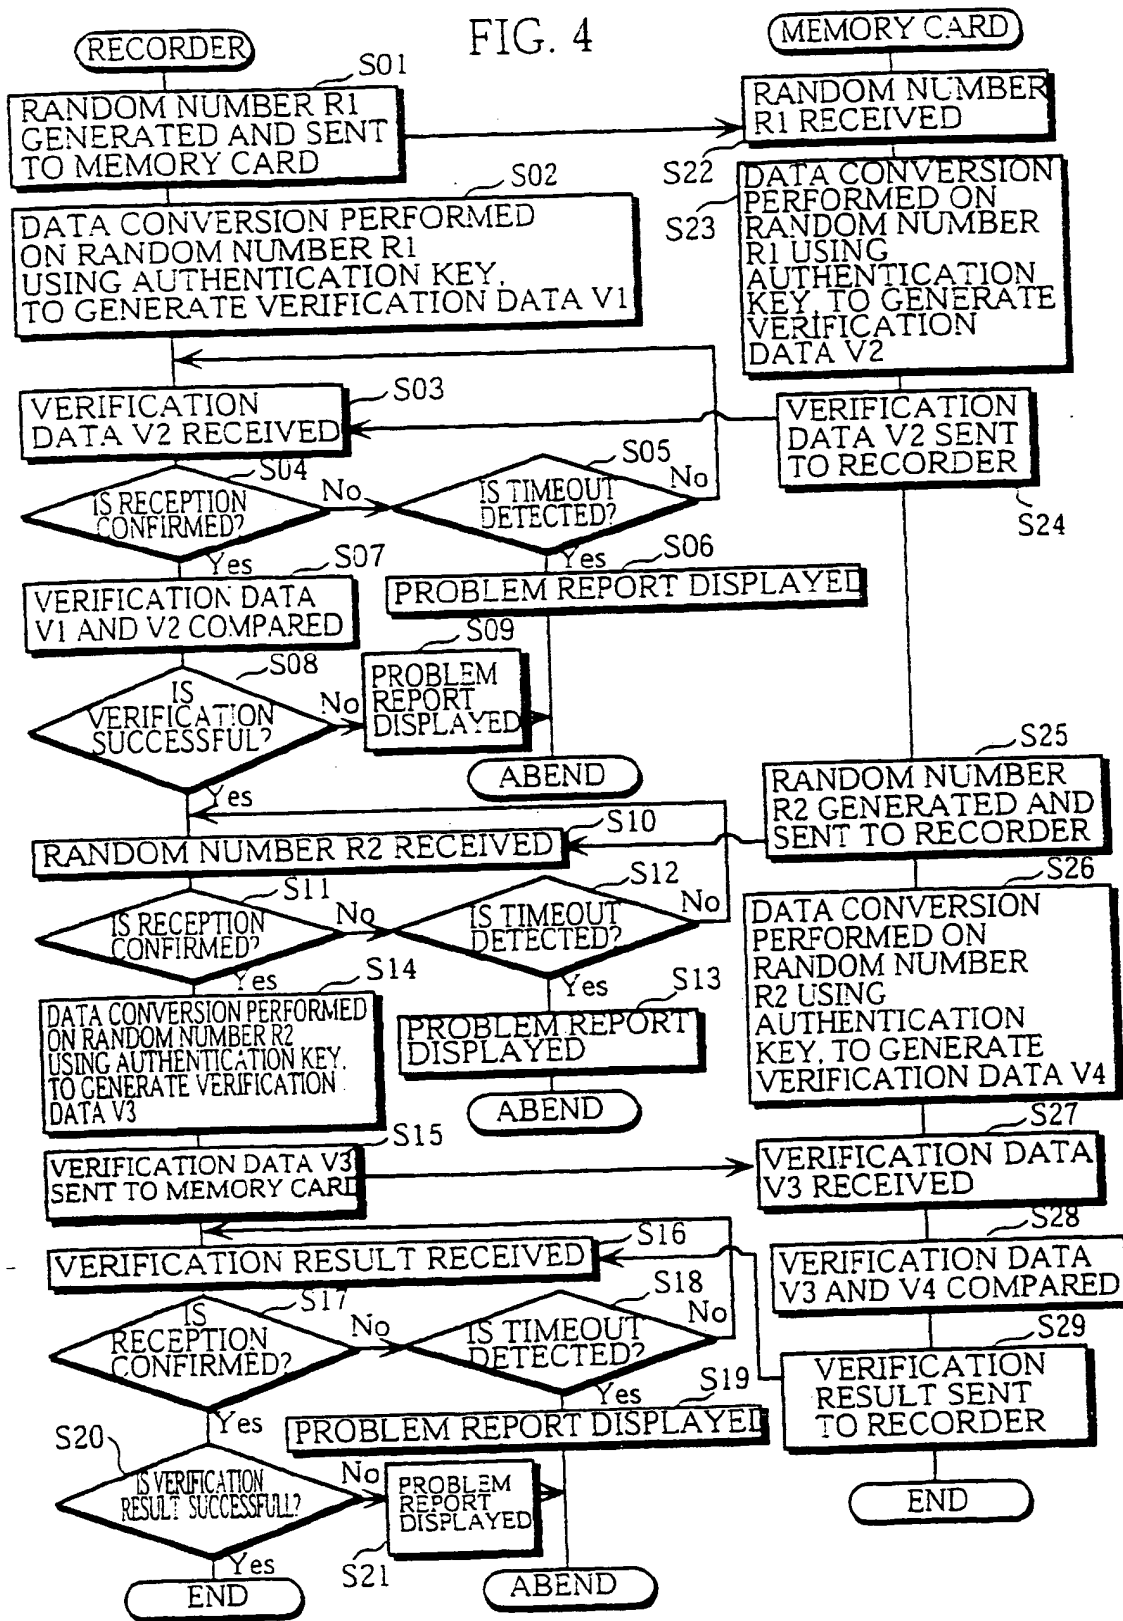 FIG. 4
RECORDER
S01
RANDOM NUMBER R1
GENERATED AND SENT
TO MEMORY CARD
S02
DATA CONVERSION PERFORMED
ON RANDOM NUMBER R1
USING AUTHENTICATION KEY,
TO GENERATE VERIFICATION DATA V1
S03
VERIFICATION
DATA V2 RECEIVED
S04
IS RECEPTION
CONFIRMED?
No
S05
IS TIMEOUT
DETECTED?
No
Yes
Yes
S06
PROBLEM REPORT DISPLAYED
S07
VERIFICATION DATA
V1 AND V2 COMPARED
S08
IS
VERIFICATION
SUCCESSFUL?
No
S09
PROBLEM
REPORT
DISPLAYED
ABEND
Yes
S10
RANDOM NUMBER R2 RECEIVED
S11
IS RECEPTION
CONFIRMED?
No
S12
IS TIMEOUT
DETECTED?
No
Yes
Yes
S13
PROBLEM REPORT
DISPLAYED
ABEND
S14
DATA CONVERSION PERFORMED
ON RANDOM NUMBER R2
USING AUTHENTICATION KEY,
TO GENERATE VERIFICATION
DATA V3
S15
VERIFICATION DATA V3
SENT TO MEMORY CARD
S16
VERIFICATION RESULT RECEIVED
S17
IS
RECEPTION
CONFIRMED?
No
S18
IS TIMEOUT
DETECTED?
No
Yes
Yes
S19
PROBLEM REPORT DISPLAYED
S20
IS VERIFICATION
RESULT SUCCESSFULL?
No
PROBLEM
REPORT
DISPLAYED
S21
Yes
END
ABEND
MEMORY CARD
RANDOM NUMBER
R1 RECEIVED
S22
DATA CONVERSION
PERFORMED ON
RANDOM NUMBER
R1 USING
AUTHENTICATION
KEY, TO GENERATE
VERIFICATION
DATA V2
S23
VERIFICATION
DATA V2 SENT
TO RECORDER
S24
S25
RANDOM NUMBER
R2 GENERATED AND
SENT TO RECORDER
S26
DATA CONVERSION
PERFORMED ON
RANDOM NUMBER
R2 USING
AUTHENTICATION
KEY, TO GENERATE
VERIFICATION DATA V4
S27
VERIFICATION DATA
V3 RECEIVED
S28
VERIFICATION DATA
V3 AND V4 COMPARED
S29
VERIFICATION
RESULT SENT
TO RECORDER
END